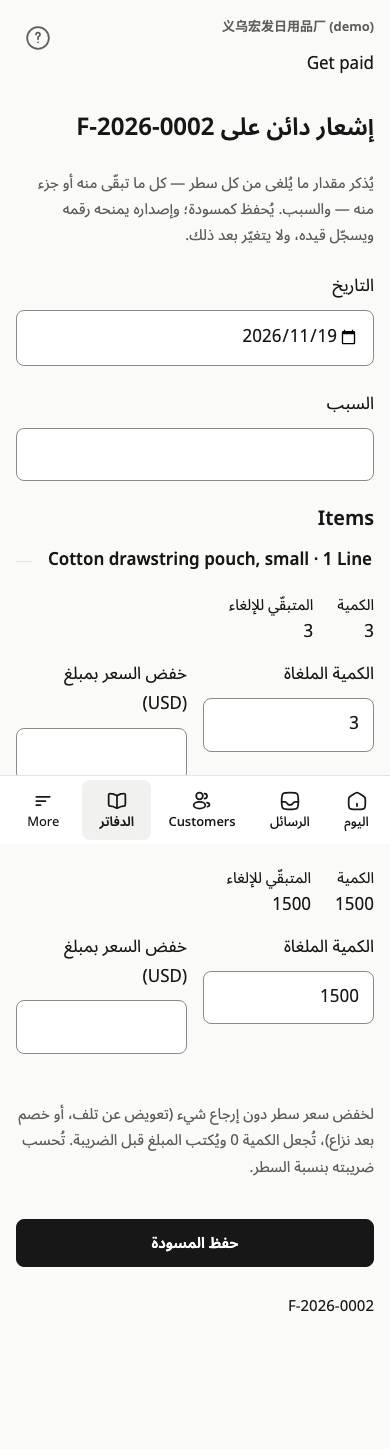 义乌宏发日用品厂 (demo)
Get paid
إشعار دائن على F-2026-0002
يُذكر مقدار ما يُلغى من كل سطر — كل ما تبقّى منه أو جزء
منه — والسبب. يُحفظ كمسودة؛ وإصداره يمنحه رقمه
ويسجّل قيده، ولا يتغيّر بعد ذلك.
التاريخ
2026/11/19
السبب
Items
Cotton drawstring pouch, small · 1 Line
الكمية
المتبقّي للإلغاء
3
3
الكمية الملغاة
خفض السعر بمبلغ
(USD)
3
اليوم
الرسائل
Customers
الدفاتر
More
الكمية
المتبقّي للإلغاء
1500
1500
الكمية الملغاة
خفض السعر بمبلغ
(USD)
1500
لخفض سعر سطر دون إرجاع شيء (تعويض عن تلف، أو خصم
بعد نزاع)، تُجعل الكمية 0 ويُكتب المبلغ قبل الضريبة. تُحسب
ضريبته بنسبة السطر.
حفظ المسودة
F-2026-0002